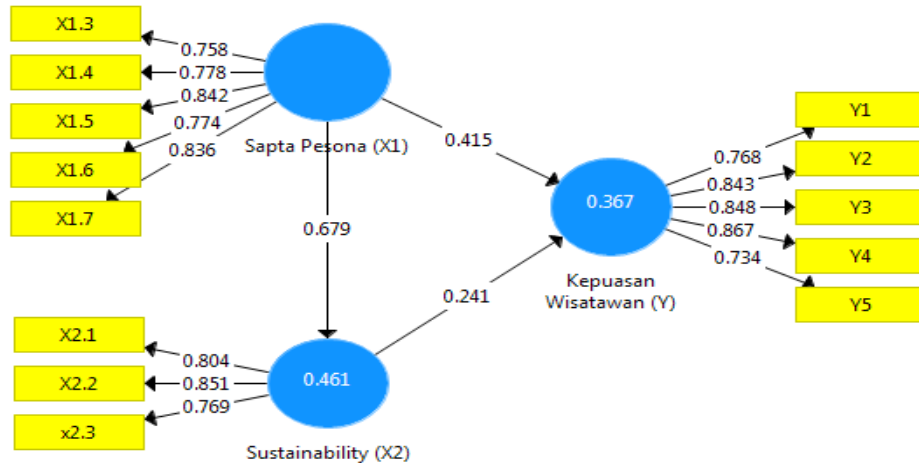 X1.3
X1.4
X1.5
X1.6
X1.7
0.758
0.778
0.842
0.774
0.836
Sapta Pesona (X1)
0.415
0.679
0.241
0.367
Kepuasan
Wisatawan (Y)
0.768
0.843
0.848
0.867
0.734
Y1
Y2
Y3
Y4
Y5
X2.1
X2.2
x2.3
0.804
0.851
0.769
0.461
Sustainability (X2)